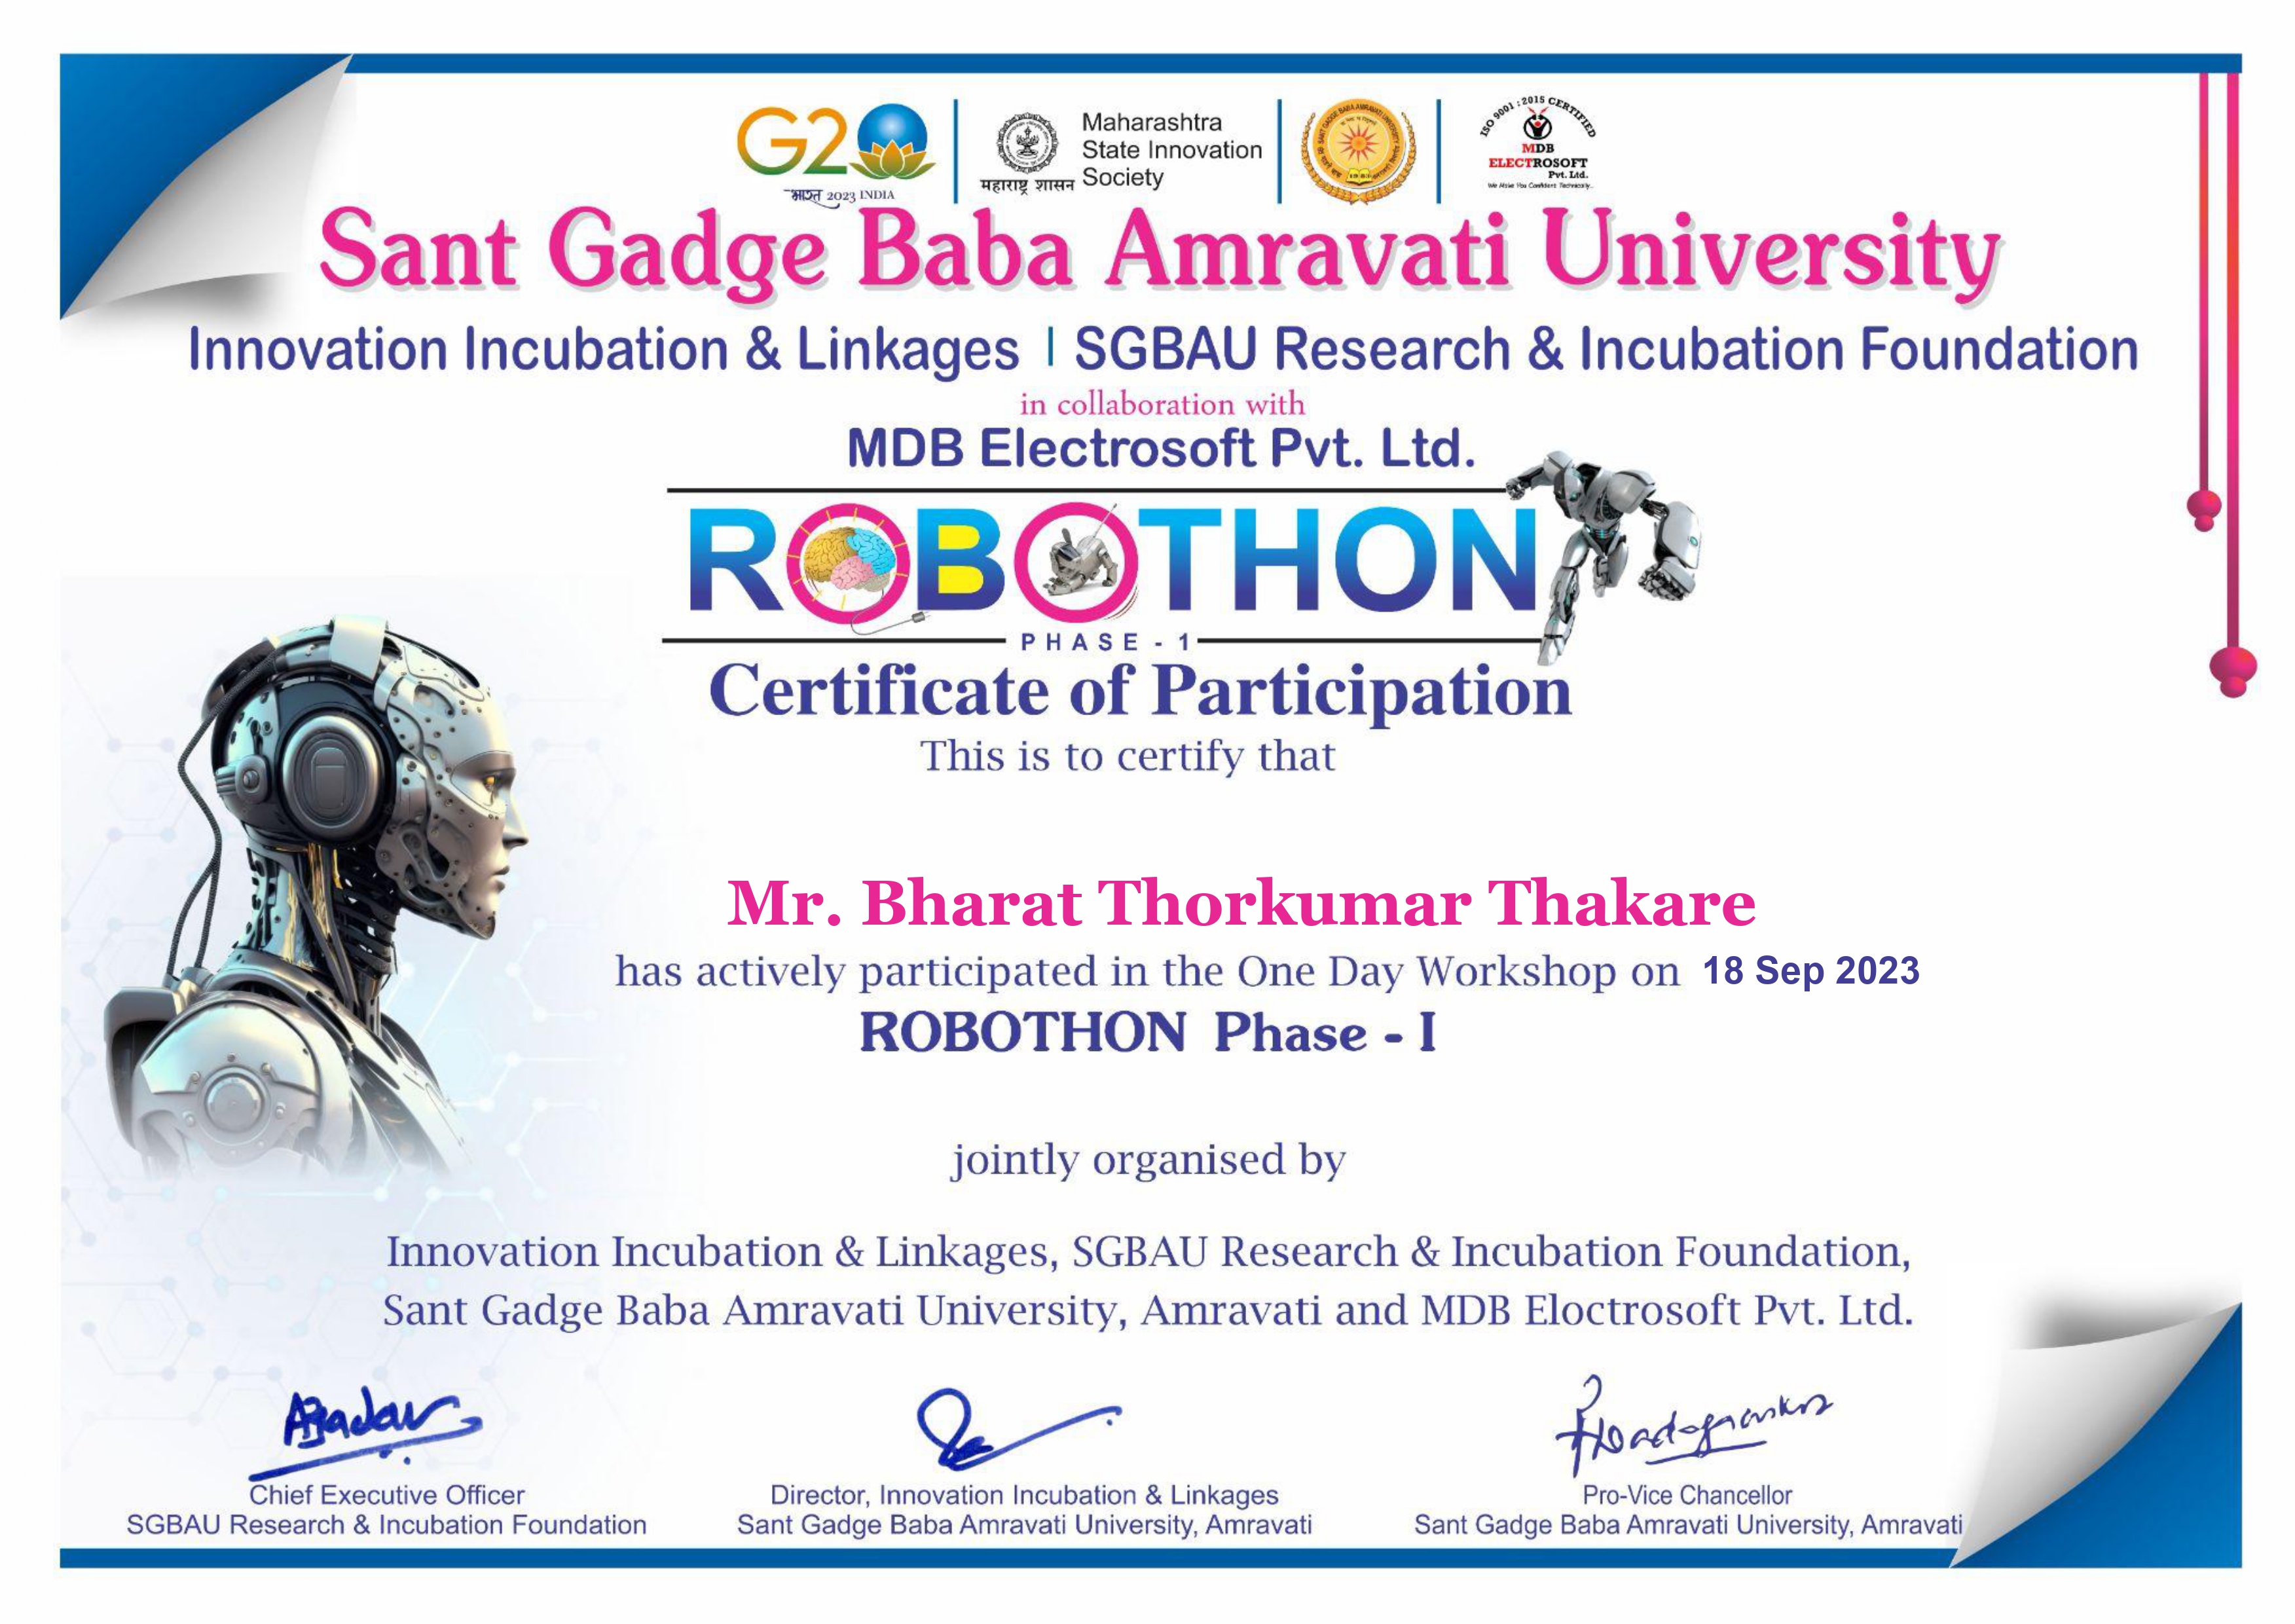 G20
भारत 2023 INDIA
महाराष्ट्र शासन
Maharashtra
State Innovation
Society
ISO 9001 : 2015 CERTIFIED
MDB
ELECTROSOFT
Pvt. Ltd.
We Make You Confident Technically..
Sant Gadge Baba Amravati University
Innovation Incubation & Linkages | SGBAU Research & Incubation Foundation
in collaboration with
MDB Electrosoft Pvt. Ltd.
ROBOTHON
PHASE - 1
Certificate of Participation
This is to certify that
Mr. Bharat Thorkumar Thakare
has actively participated in the One Day Workshop on 18 Sep 2023
ROBOTHON Phase - I
jointly organised by
Innovation Incubation & Linkages, SGBAU Research & Incubation Foundation,
Sant Gadge Baba Amravati University, Amravati and MDB Eloctrosoft Pvt. Ltd.
Chief Executive Officer
SGBAU Research & Incubation Foundation
Director, Innovation Incubation & Linkages
Sant Gadge Baba Amravati University, Amravati
Pro-Vice Chancellor
Sant Gadge Baba Amravati University, Amravati